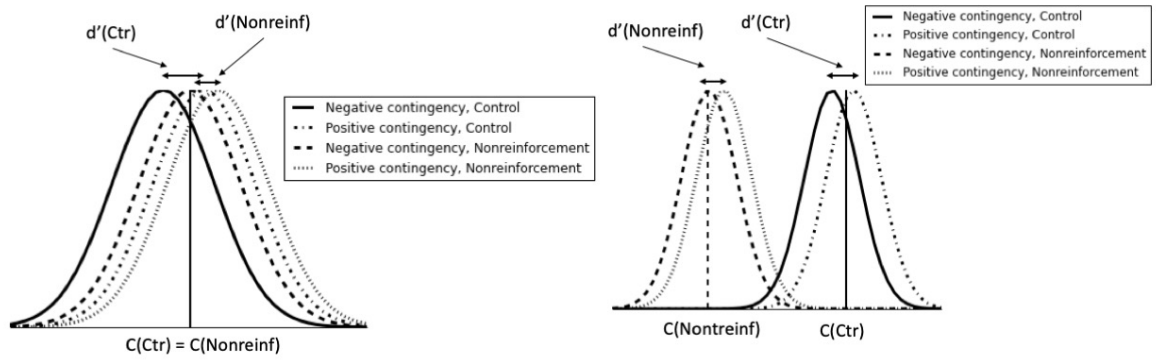 d’(Ctr)
d’(Nonreinf)
Negative contingency, Control
Positive contingency, Control
Negative contingency, Nonreinforcement
Positive contingency, Nonreinforcement
C(Ctr) = C(Nonreinf)
d’(Nonreinf)
d’(Ctr)
Negative contingency, Control
Positive contingency, Control
Negative contingency, Nonreinforcement
Positive contingency, Nonreinforcement
C(Nontreinf)
C(Ctr)